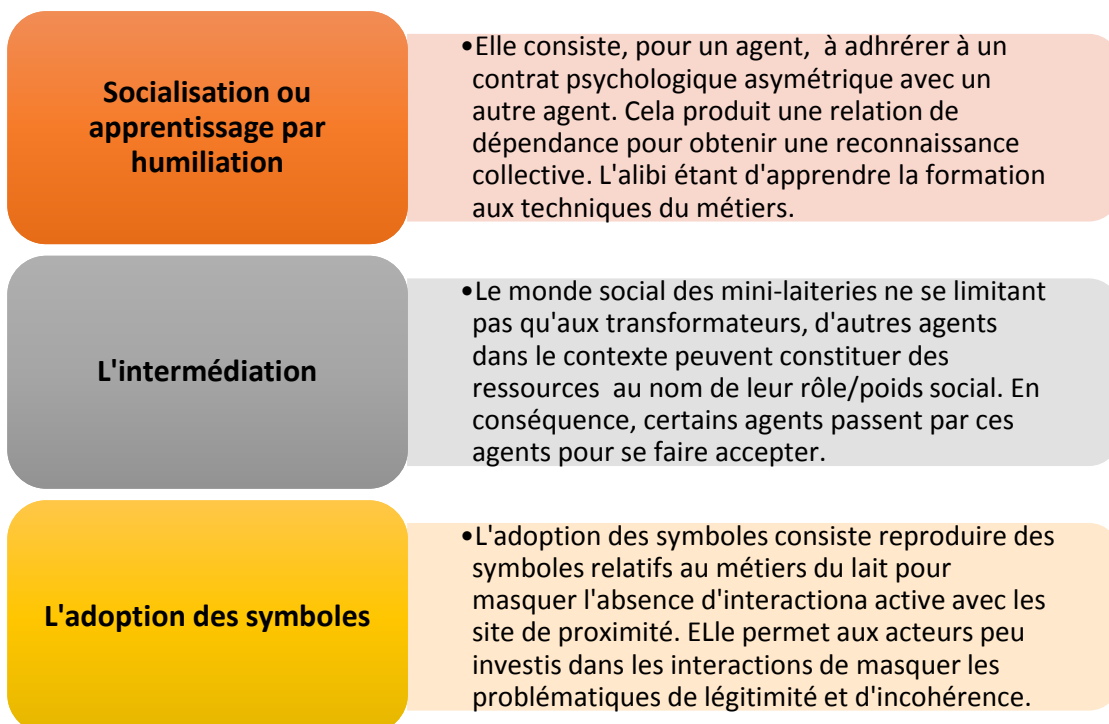 Socialisation ou
apprentissage par
humiliation
•Elle consiste, pour un agent,  à adhrérer à un
contrat psychologique asymétrique avec un
autre agent. Cela produit une relation de
dépendance pour obtenir une reconnaissance
collective. L'alibi étant d'apprendre la formation
aux techniques du métiers.
L'intermédiation
•Le monde social des mini-laiteries ne se limitant
pas qu'aux transformateurs, d'autres agents
dans le contexte peuvent constituer des
ressources  au nom de leur rôle/poids social. En
conséquence, certains agents passent par ces
agents pour se faire accepter.
L'adoption des symboles
•L'adoption des symboles consiste reproduire des
symboles relatifs au métiers du lait pour
masquer l'absence d'interactiona active avec les
site de proximité. ELle permet aux acteurs peu
investis dans les interactions de masquer les
problématiques de légitimité et d'incohérence.